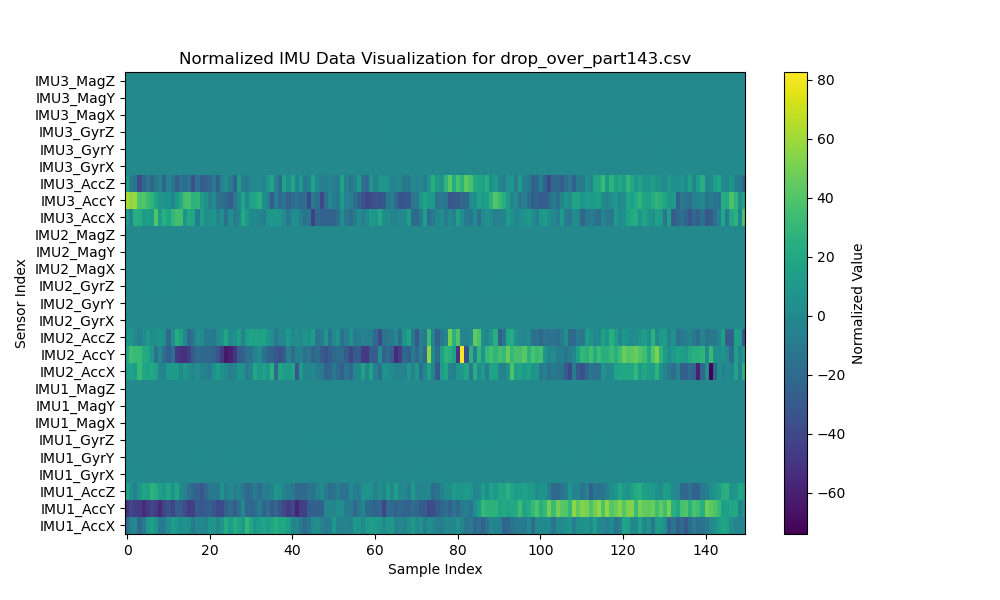 Normalized IMU Data Visualization for drop_over_part143.csv
IMU3_MagZ
IMU3_MagY
IMU3_MagX
IMU3_GyrZ
IMU3_GyrY
IMU3_GyrX
IMU3_AccZ
IMU3_AccY
IMU3_AccX
IMU2_MagZ
IMU2_MagY
IMU2_MagX
IMU2_GyrZ
IMU2_GyrY
IMU2_GyrX
IMU2_AccZ
IMU2_AccY
IMU2_AccX
IMU1_MagZ
IMU1_MagY
IMU1_MagX
IMU1_GyrZ
IMU1_GyrY
IMU1_GyrX
IMU1_AccZ
IMU1_AccY
IMU1_AccX
Sensor Index
0 20 40 60 80 100 120 140
Sample Index
80
60
40
20
0
−20
−40
−60
Normalized Value